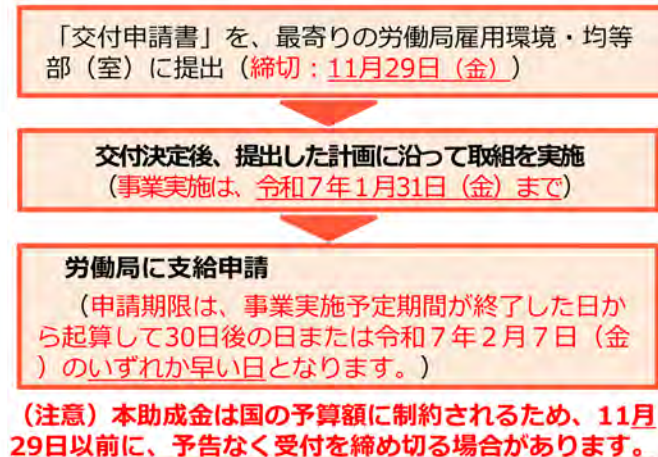 「交付申請書」を、最寄りの労働局雇用環境・均等
部（室）に提出（締切：11月29日（金））
交付決定後、提出した計画に沿って取組を実施
（事業実施は、令和７年１月31日（金）まで）
労働局に支給申請
（申請期限は、事業実施予定期間が終了した日か
ら起算して30日後の日または令和７年２月７日（金
）のいずれか早い日となります。）
（注意）本助成金は国の予算額に制約されるため、11月
29日以前に、予告なく受付を締め切る場合があります。